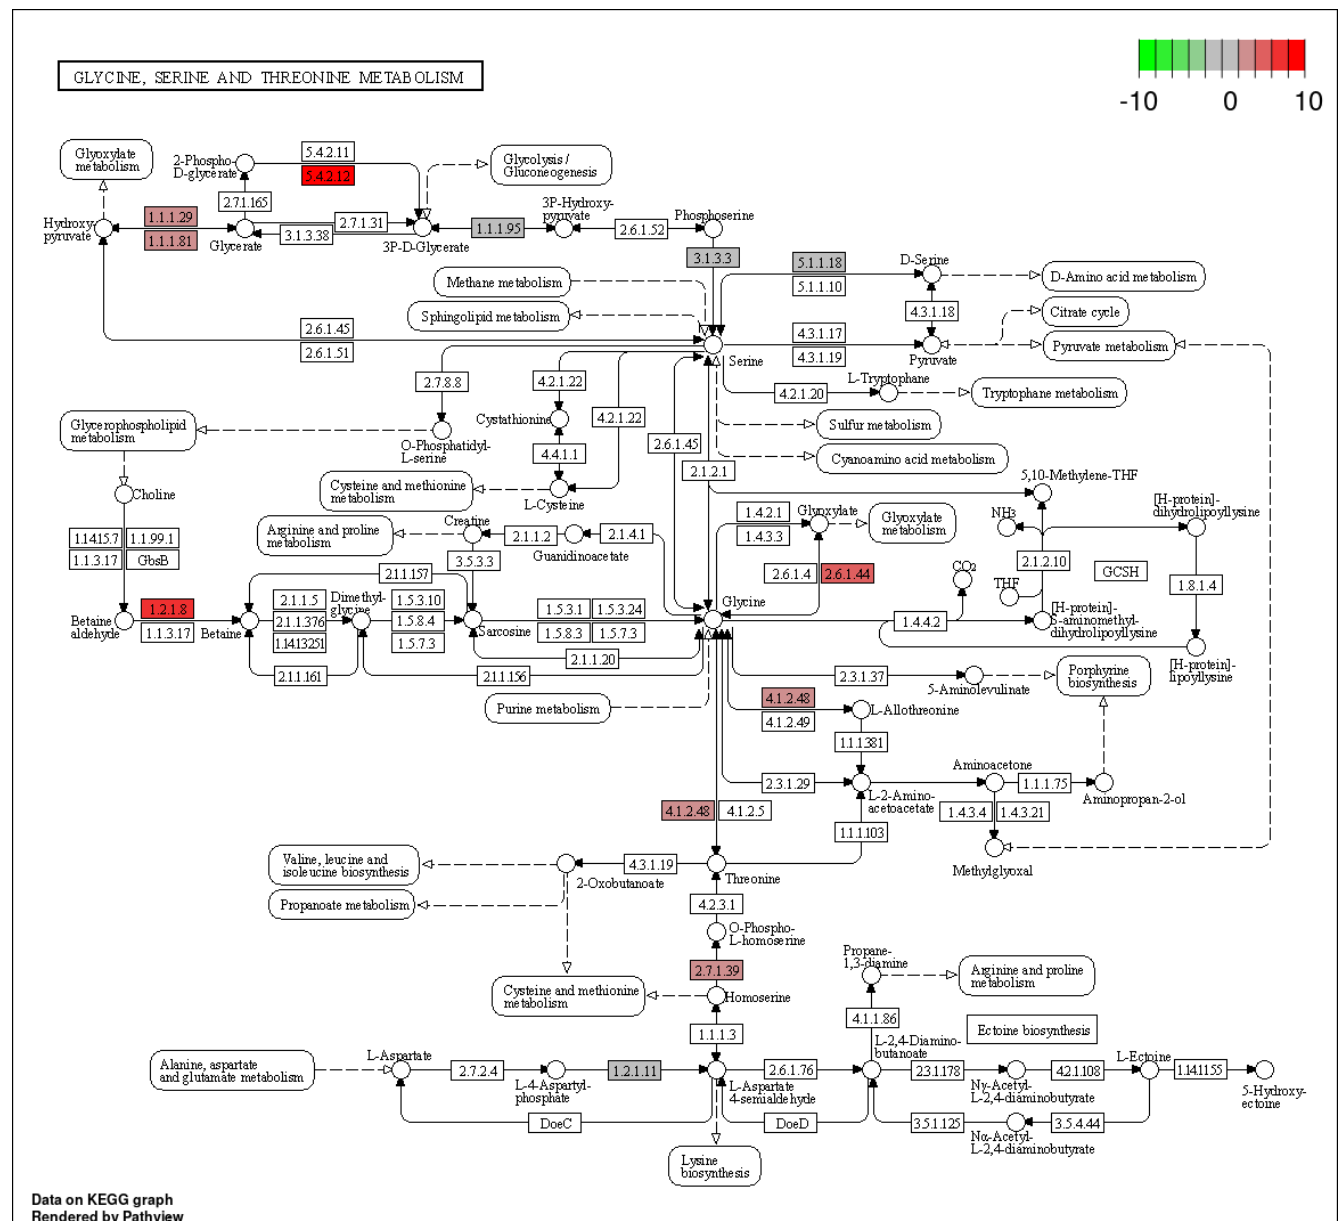 GLYCINE, SERINE AND THREONINE METABOLISM
-10 0 10
Glyoxylate
metabolism
2-Phospho-
D-glycerate
5.4.2.11
5.4.2.12
Glycolysis /
Gluconeogenesis
2.7.1.165
Hydroxy-
pyruvate
1.1.1.29
1.1.1.81
Glycerate
2.7.1.31
3.1.3.38
3P-D-Glycerate
1.1.1.95
3P-Hydroxy-
pyruvate
2.6.1.52
Phosphoserine
3.1.3.3
5.1.1.18
5.1.1.10
D-Serine
D-Amino acid metabolism
Methane metabolism
Sphingolipid metabolism
4.3.1.18
Citrate cycle
2.6.1.45
2.6.1.51
Serine
4.3.1.17
4.3.1.19
Pyruvate
Pyruvate metabolism
2.7.8.8
4.2.1.22
4.2.1.20
L-Tryptophane
Tryptophane metabolism
Glycerophospholipid
metabolism
O-Phosphatidyl-
L-serine
Cystathionine
4.2.1.22
2.6.1.45
Sulfur metabolism
4.4.1.1
2.1.2.1
Cyanoamino acid metabolism
Choline
Cysteine and methionine
metabolism
L-Cysteine
5,10-Methylene-THF
1.14.15.7
1.1.99.1
1.1.3.17
GbsB
Arginine and proline
metabolism
Creatine
2.1.1.2
Guanidinoacetate
2.1.4.1
1.4.2.1
1.4.3.3
Glyoxylate
Glyoxylate
metabolism
NH3
[H-protein]-
dihydrolipoyllysine
3.5.3.3
2.1.1.157
2.6.1.4
2.6.1.44
CO2
THF
2.1.2.10
GCSH
1.8.1.4
Betaine
aldehyde
1.2.1.8
1.1.3.17
Betaine
2.1.1.5
2.1.1.376
1.14.13.251
Dimethyl-
glycine
1.5.3.10
1.5.8.4
1.5.7.3
Sarcosine
1.5.3.1
1.5.3.24
1.5.8.3
1.5.7.3
Glycine
1.4.4.2
[H-protein]-
S-aminomethyl-
dihydrolipoyllysine
2.1.1.20
2.1.1.161
2.1.1.156
[H-protein]-
lipoyllysine
Purine metabolism
2.3.1.37
5-Aminolevulinate
Porphyrine
biosynthesis
4.1.2.48
4.1.2.49
L-Allothreonine
1.1.1.381
2.3.1.29
L-2-Amino-
acetoacetate
Aminoacetone
1.1.1.75
Aminopropan-2-ol
4.1.2.48
4.1.2.5
1.4.3.4
1.4.3.21
1.1.1.103
Methylglyoxal
Valine, leucine and
isoleucine biosynthesis
4.3.1.19
2-Oxobutanoate
Threonine
Propanoate metabolism
4.2.3.1
O-Phospho-
L-homoserine
2.7.1.39
Propane-
1,3-diamine
Arginine and proline
metabolism
Cysteine and methionine
metabolism
Homoserine
4.1.1.86
Ectoine biosynthesis
1.1.1.3
Alanine, aspartate
and glutamate metabolism
L-Aspartate
2.7.2.4
L-4-Aspartyl-
phosphate
1.2.1.11
L-Aspartate
4-semialdehyde
2.6.1.76
L-2,4-Diamino-
butanoate
2.3.1.178
Nγ-Acetyl-
L-2,4-diaminobutyrate
4.2.1.108
L-Ectoine
1.14.11.55
5-Hydroxy-
ectoine
DoeC
DoeD
3.5.1.125
Nα-Acetyl-
L-2,4-diaminobutyrate
3.5.4.44
Lysine
biosynthesis
Data on KEGG graph
Rendered by Pathview